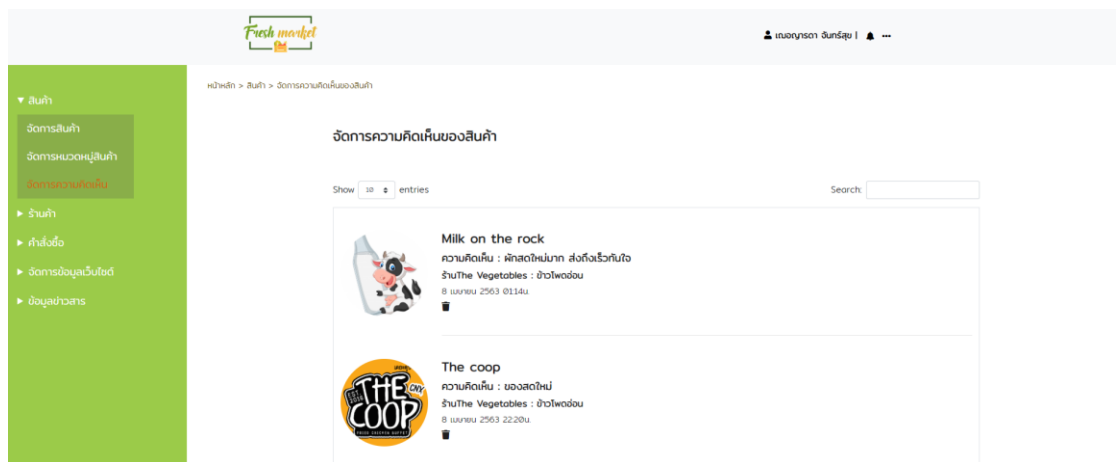 Fresh market
เฌอญารดา จันทร์สุข |
หน้าหลัก > สินค้า > จัดการความคิดเห็นของสินค้า
▼ สินค้า
จัดการสินค้า
จัดการหมวดหมู่สินค้า
จัดการความคิดเห็น
▶ ร้านค้า
▶ คำสั่งซื้อ
▶ จัดการข้อมูลเว็บไซต์
▶ ข้อมูลข่าวสาร
จัดการความคิดเห็นของสินค้า
Show 10 entries
Search:
Milk on the rock
ความคิดเห็น : ผักสดใหม่มาก ส่งถึงเร็วทันใจ
ร้านThe Vegetables : ข้าวโพดอ่อน
8 เมษายน 2563 01:14น.
The coop
ความคิดเห็น : ของสดใหม่
ร้านThe Vegetables : ข้าวโพดอ่อน
8 เมษายน 2563 22:20น.
THE
CNX
COOP